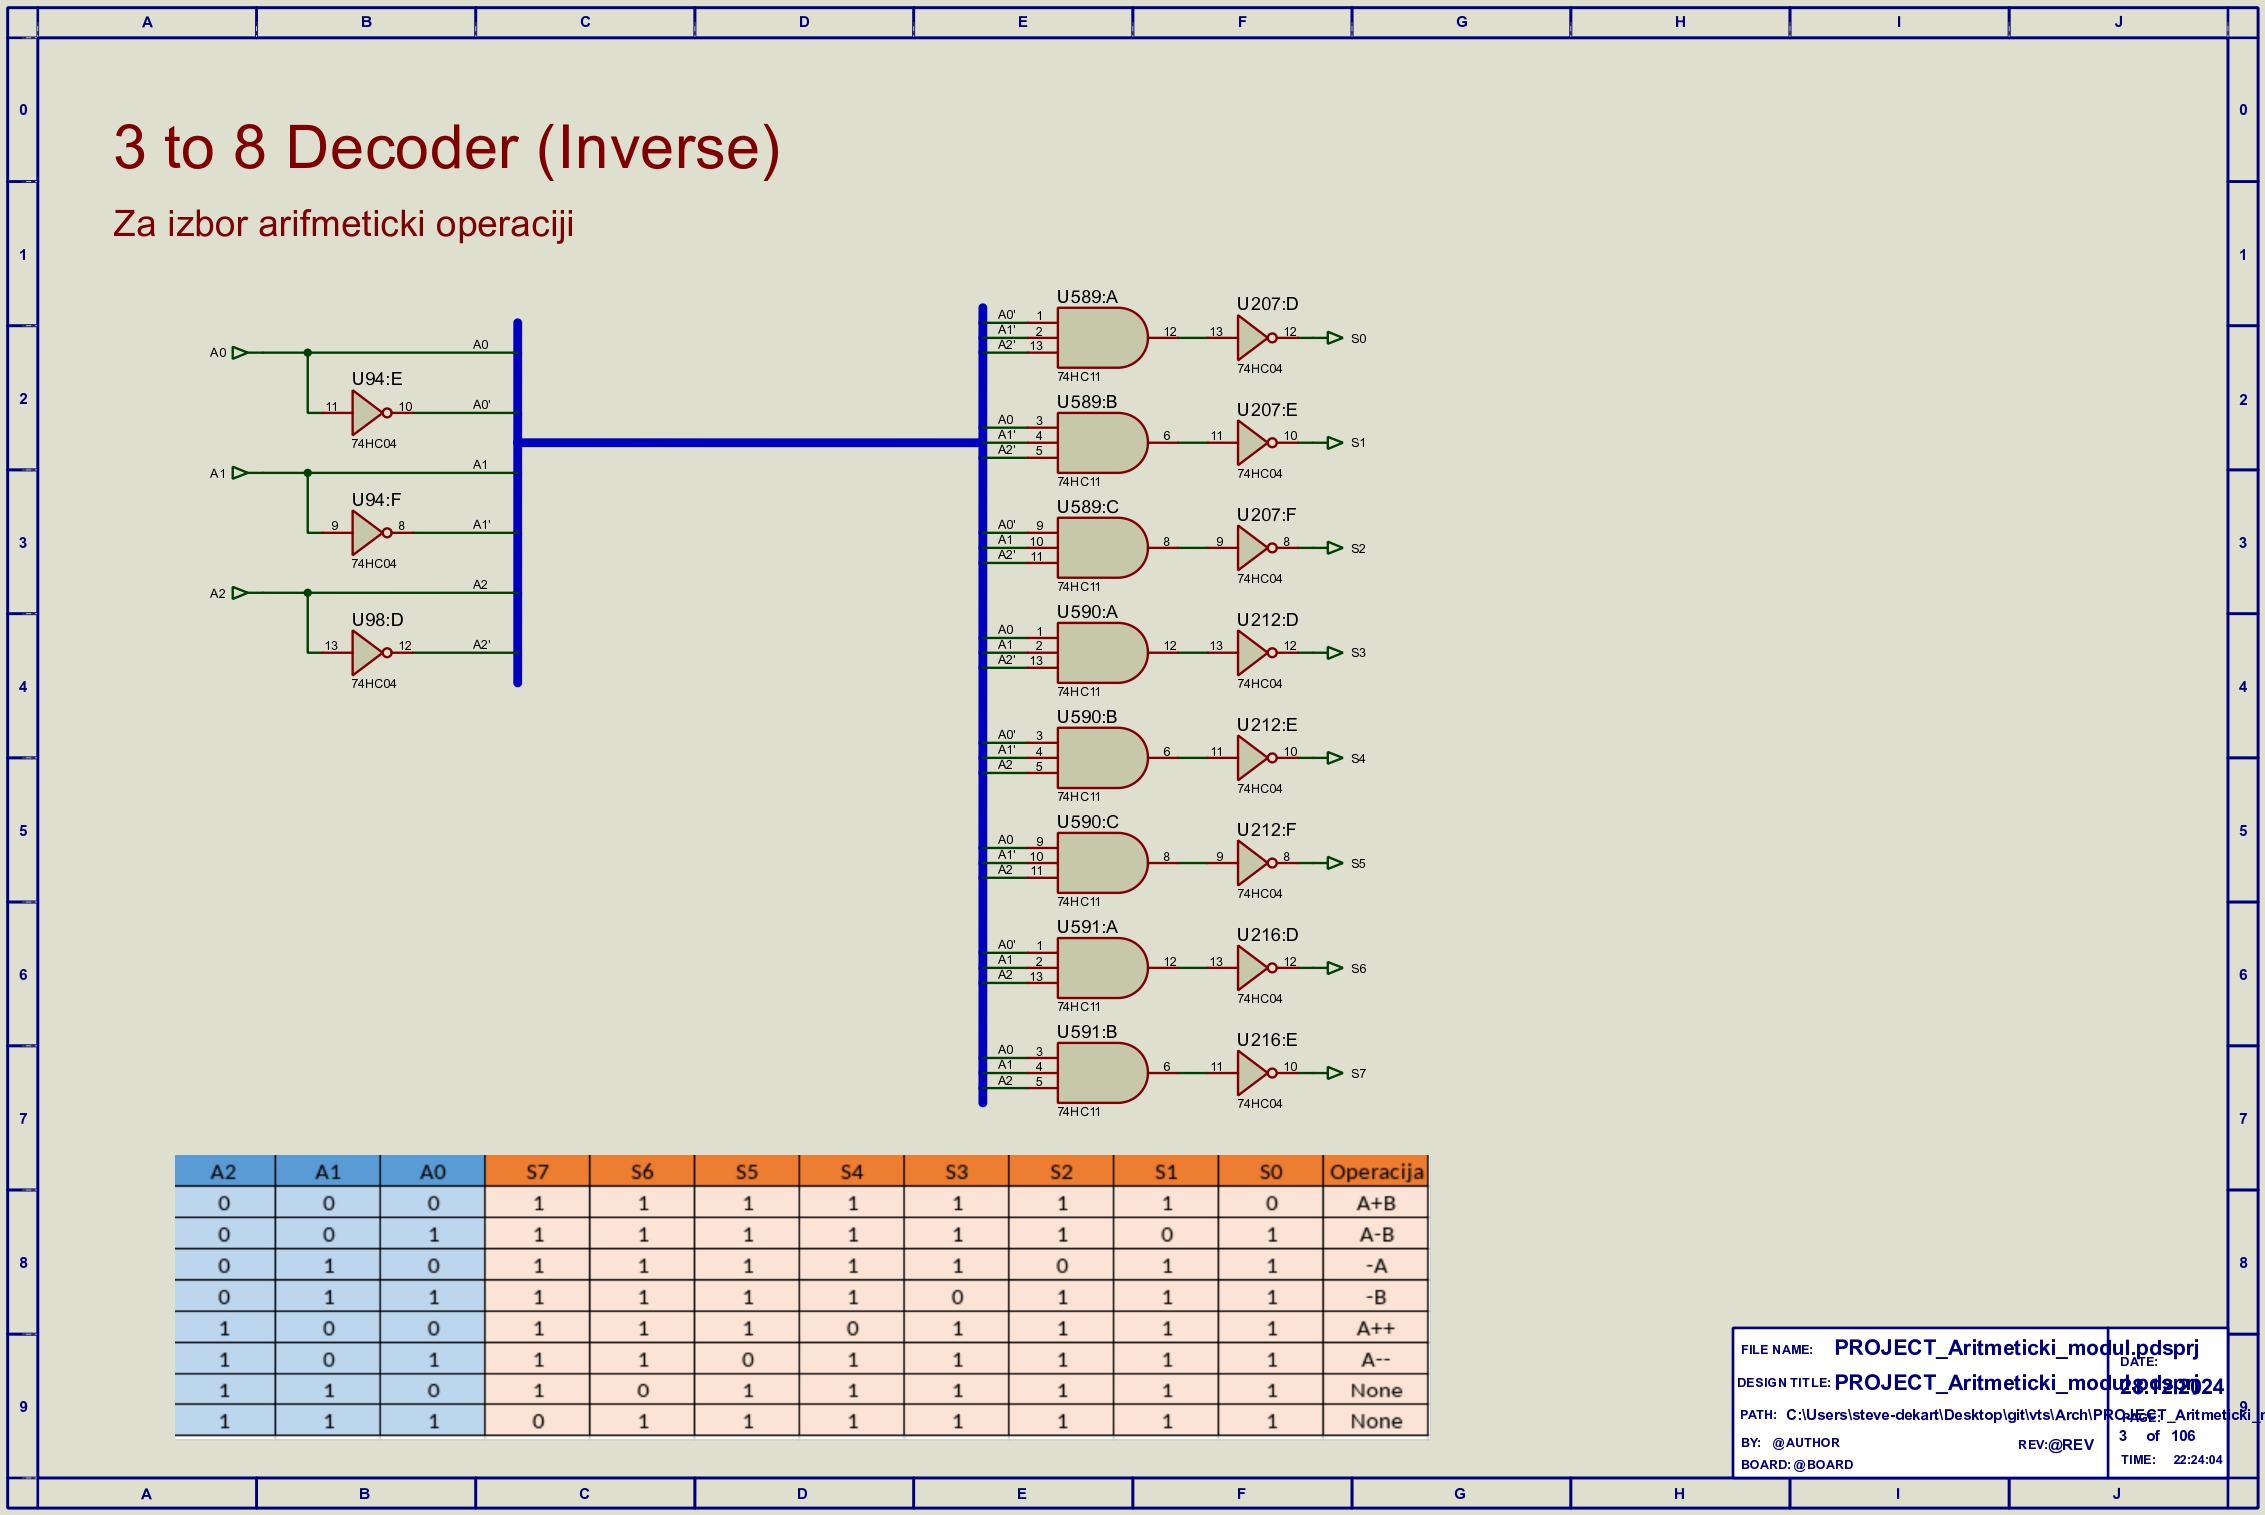 A B C D E F G H I J
0 0
3 to 8 Decoder (Inverse)
Za izbor arifmeticki operaciji
1 1
2 2
3 3
4 4
5 5
6 6
7 7
8 8
9 9
A0 A0
U94:E
11 10 A0'
74HC04
A1 A1
U94:F
9 8 A1'
74HC04
A2 A2
U98:D
13 12 A2'
74HC04
U589:A U207:D
A0' 1
A1' 2 12 13 12 S0
A2' 13
74HC11 74HC04
U589:B U207:E
A0 3
A1' 4 6 11 10 S1
A2' 5
74HC11 74HC04
U589:C U207:F
A0' 9
A1 10 8 9 8 S2
A2' 11
74HC11 74HC04
U590:A U212:D
A0 1
A1 2 12 13 12 S3
A2' 13
74HC11 74HC04
U590:B U212:E
A0' 3
A1' 4 6 11 10 S4
A2 5
74HC11 74HC04
U590:C U212:F
A0 9
A1' 10 8 9 8 S5
A2 11
74HC11 74HC04
U591:A U216:D
A0' 1
A1 2 12 13 12 S6
A2 13
74HC11 74HC04
U591:B U216:E
A0 3
A1 4 6 11 10 S7
A2 5
74HC11 74HC04
A2 A1 A0 S7 S6 S5 S4 S3 S2 S1 S0 Operacija
0 0 0 1 1 1 1 1 1 1 0 A+B
0 0 1 1 1 1 1 1 1 0 1 A-B
0 1 0 1 1 1 1 1 0 1 1 -A
0 1 1 1 1 1 1 0 1 1 1 -B
1 0 0 1 1 1 0 1 1 1 1 A++
1 0 1 1 1 0 1 1 1 1 1 A--
1 1 0 1 0 1 1 1 1 1 1 None
1 1 1 0 1 1 1 1 1 1 1 None
FILE NAME: PROJECT_Aritmeticki_modul.pdsprj
DESIGN TITLE: PROJECT_Aritmeticki_modul.pdsprj
PATH: C:\Users\steve-dekart\Desktop\git\vts\Arch\PROJECT_Aritmeticki_
BY: @AUTHOR REV:@REV
BOARD: @BOARD
DATE:
28.12.2024
PAGE:
3 of 106
TIME: 22:24:04
A B C D E F G H I J